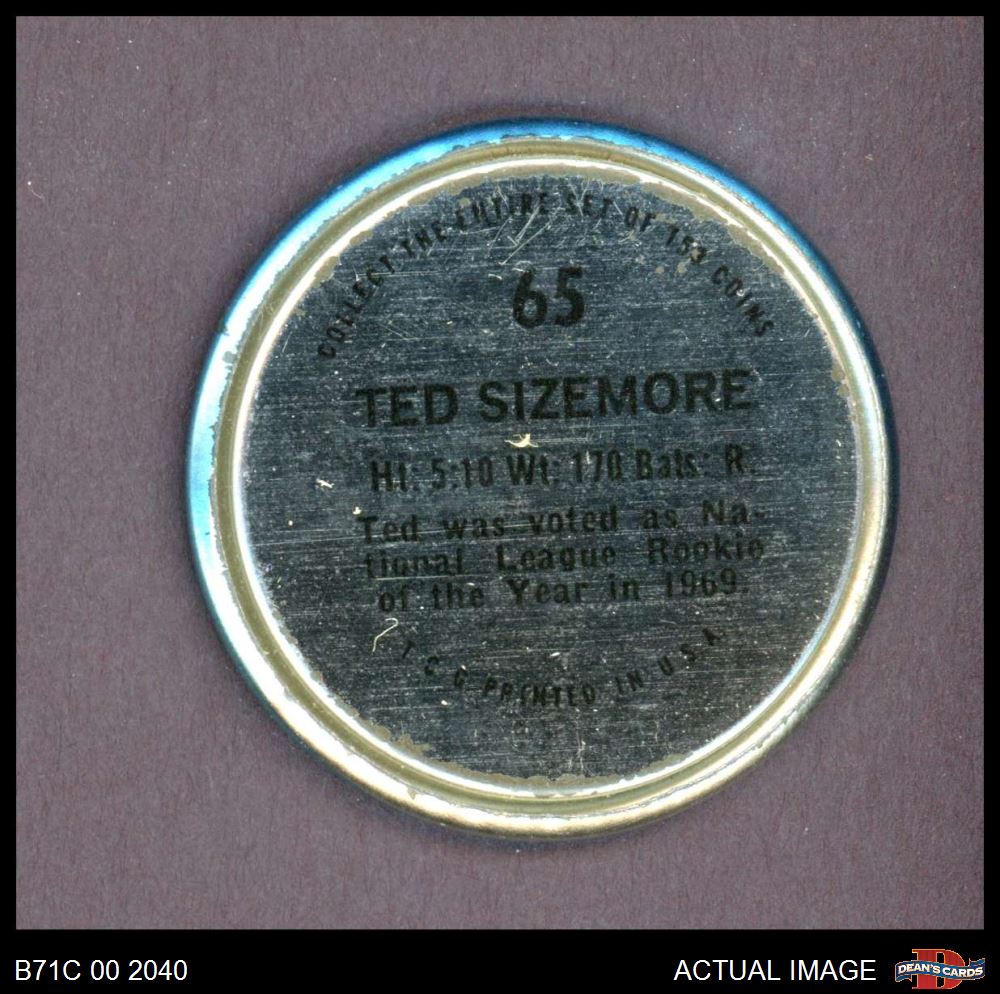 COLLECT THE ENTIRE SET OF 153 COINS
65
TED SIZEMORE
Ht: 5:10 Wt: 170 Bats: R
Ted was voted as Na-
tional League Rookie
of the Year in 1969.
T.C.G. PRINTED IN U.S.A.
B71C 00 2040
ACTUAL IMAGE
DEAN'S CARDS